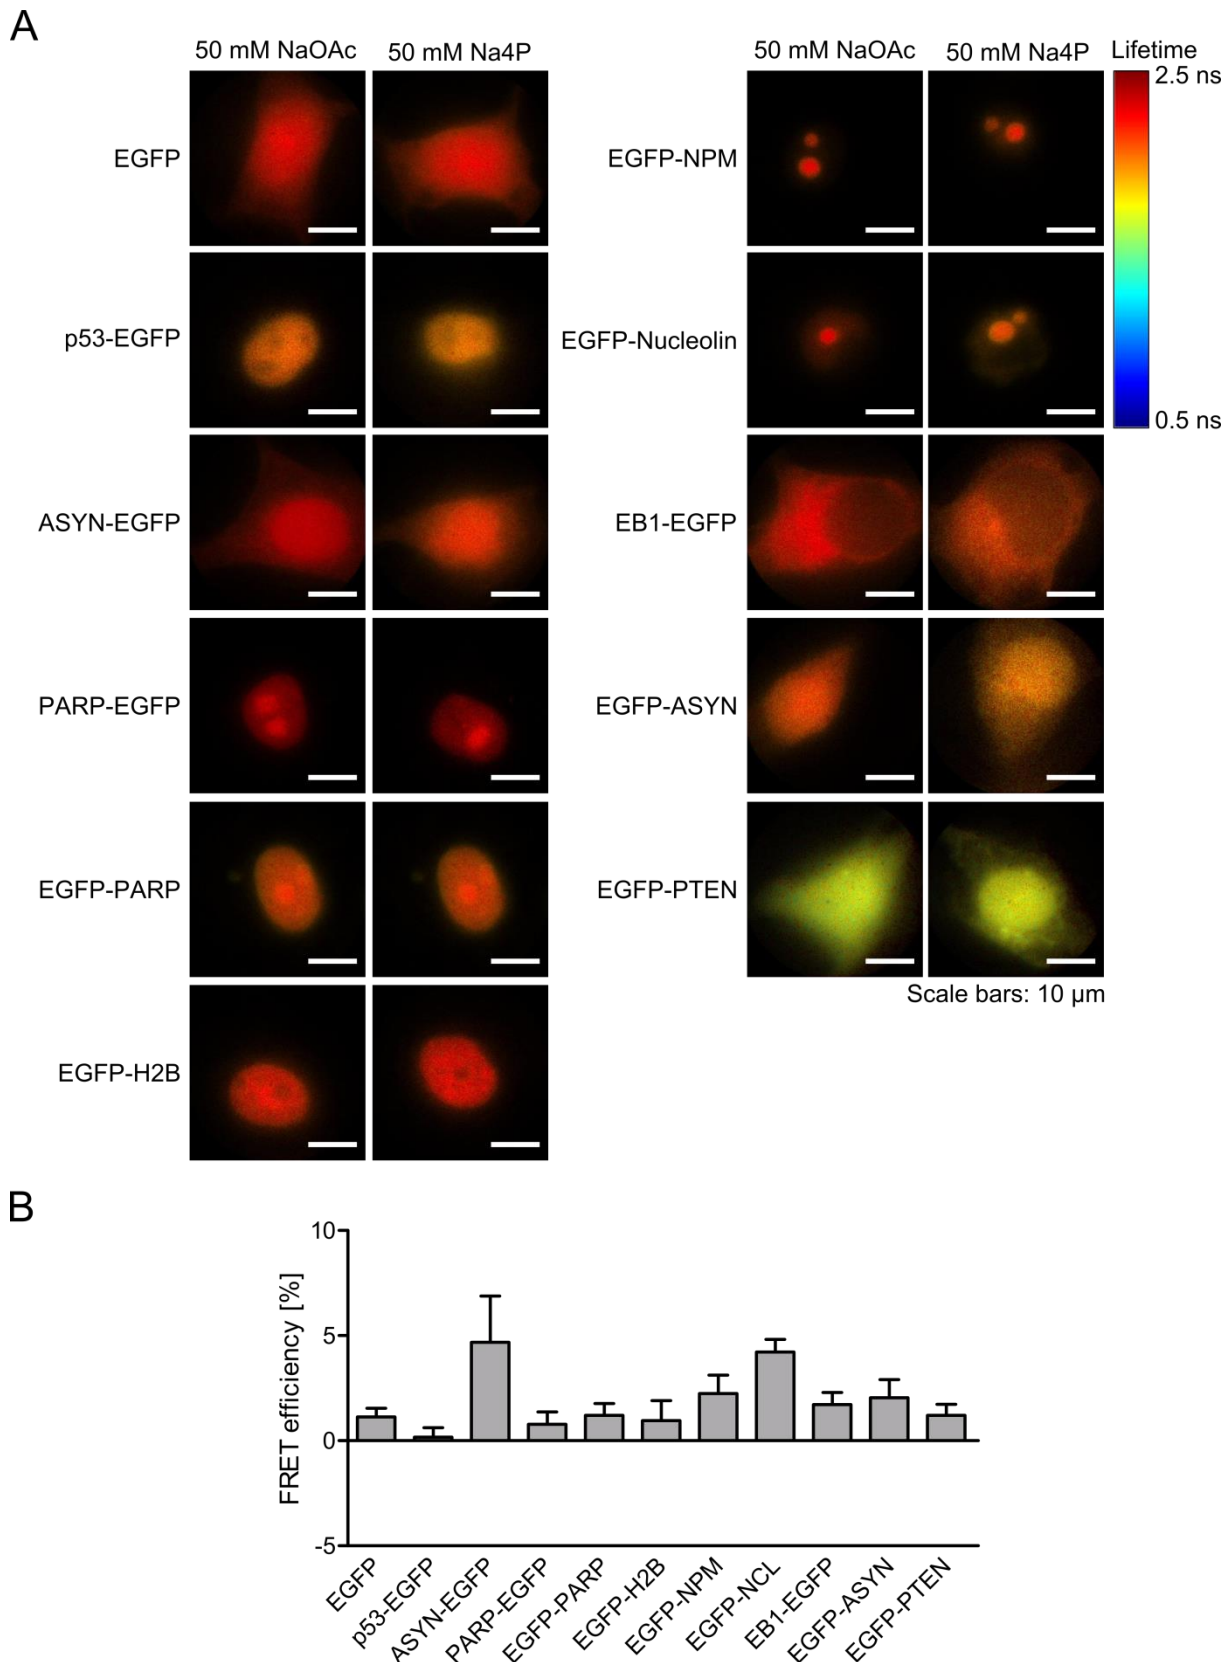 A
50 mM NaOAc 50 mM Na4P 50 mM NaOAc 50 mM Na4P Lifetime
2.5 ns
EGFP EGFP-NPM
p53-EGFP EGFP-Nucleolin
0.5 ns
ASYN-EGFP EB1-EGFP
PARP-EGFP EGFP-ASYN
EGFP-PARP EGFP-PTEN
Scale bars: 10 µm
EGFP-H2B
B
FRET efficiency [%]
10
5
0
-5
EGFP
p53-EGFP
ASYN-EGFP
PARP-EGFP
EGFP-PARP
EGFP-H2B
EGFP-NPM
EGFP-NCL
EB1-EGFP
EGFP-ASYN
EGFP-PTEN